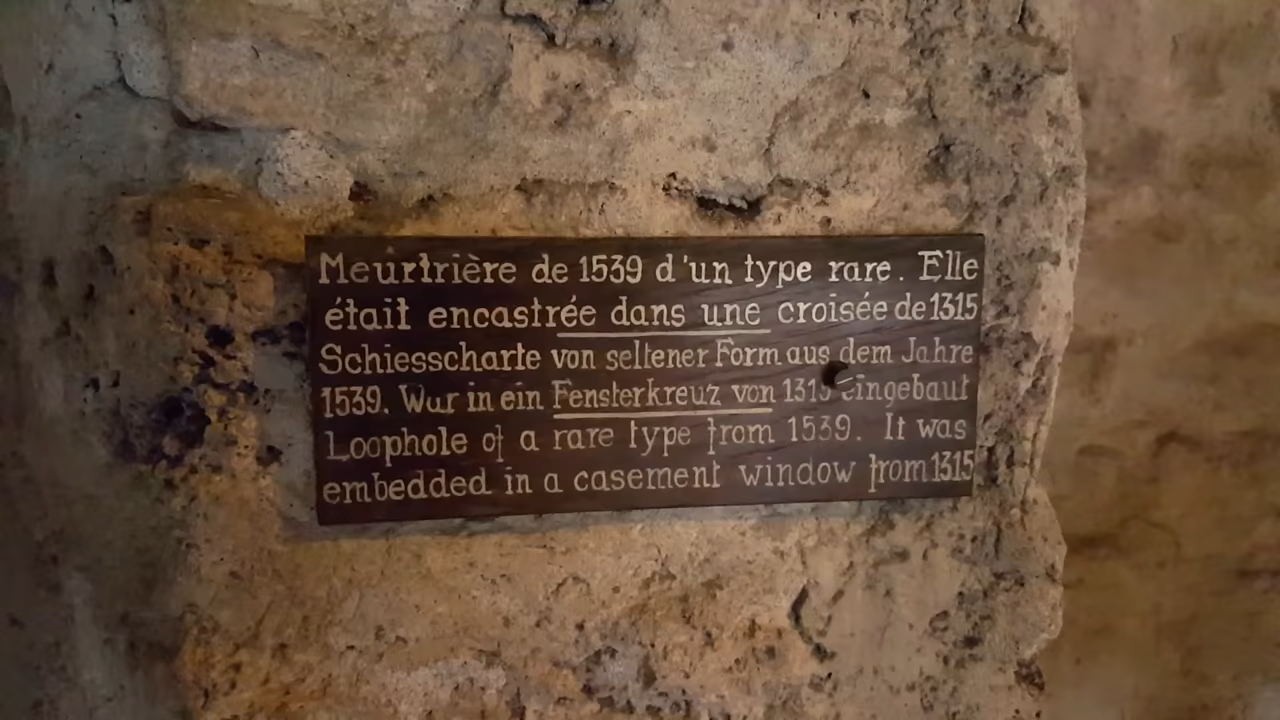 Meurtrière de 1539 d'un type rare. Elle
était encastrée dans une croisée de 1315
Schiesscharte von seltener Form aus dem Jahre
1539. War in ein Fensterkreuz von 1315 eingebaut
Loophole of a rare type from 1539. It was
embedded in a casement window from 1315